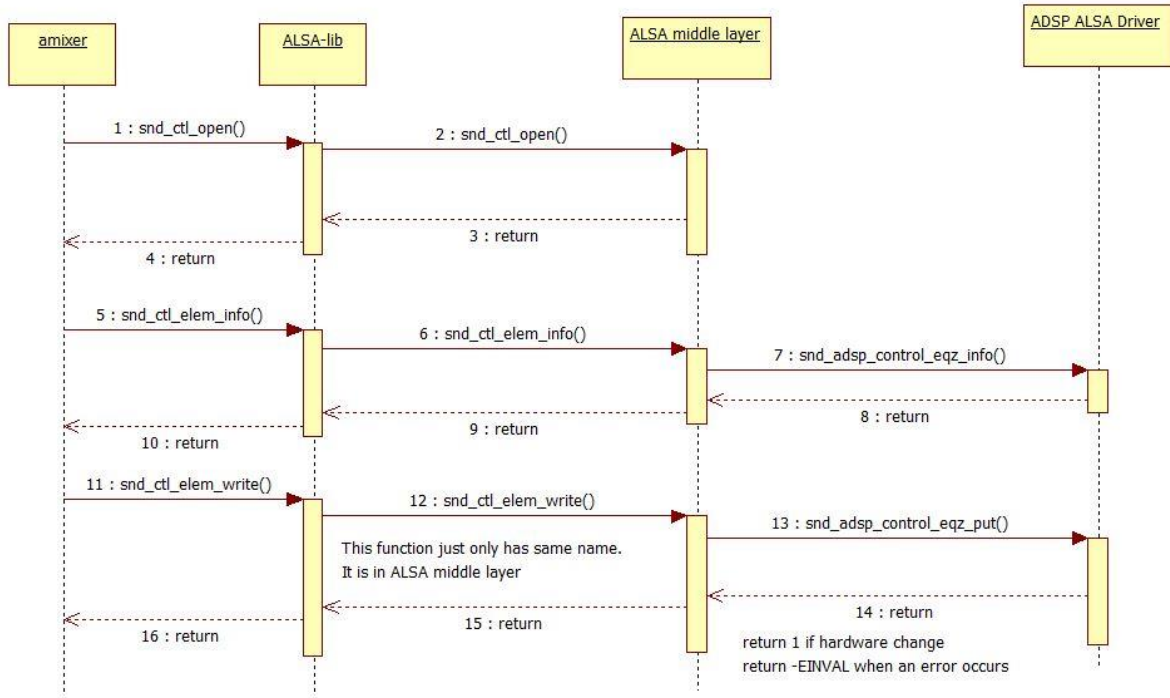 amixer
ALSA-lib
ALSA middle layer
ADSP ALSA Driver
1 : snd_ctl_open()
2 : snd_ctl_open()
3 : return
4 : return
5 : snd_ctl_elem_info()
6 : snd_ctl_elem_info()
7 : snd_adsp_control_eqz_info()
8 : return
9 : return
10 : return
11 : snd_ctl_elem_write()
12 : snd_ctl_elem_write()
13 : snd_adsp_control_eqz_put()
This function just only has same name.
It is in ALSA middle layer
14 : return
15 : return
16 : return
return 1 if hardware change
return -EINVAL when an error occurs